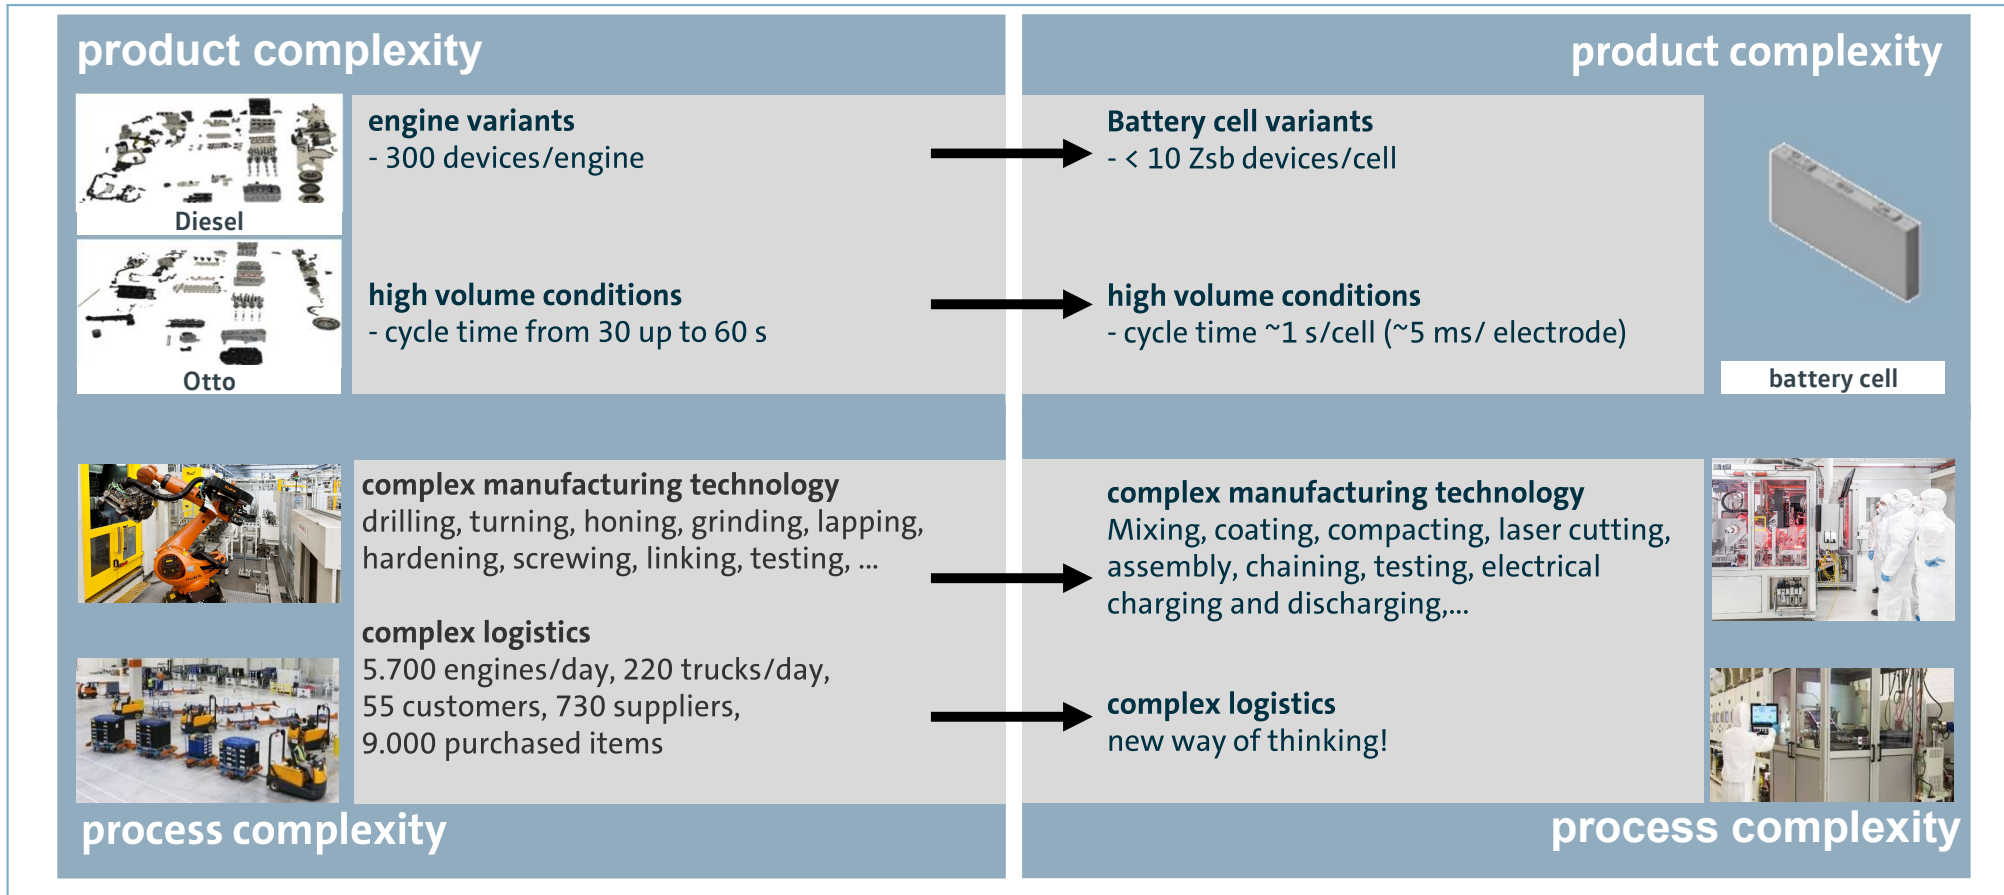 product complexity
engine variants
- 300 devices/engine
Diesel
high volume conditions
- cycle time from 30 up to 60 s
Otto
complex manufacturing technology
drilling, turning, honing, grinding, lapping,
hardening, screwing, linking, testing, ...
complex logistics
5.700 engines/day, 220 trucks/day,
55 customers, 730 suppliers,
9.000 purchased items
process complexity
product complexity
Battery cell variants
- < 10 Zsb devices/cell
high volume conditions
- cycle time ~1 s/cell (~5 ms/ electrode)
battery cell
complex manufacturing technology
Mixing, coating, compacting, laser cutting,
assembly, chaining, testing, electrical
charging and discharging,...
complex logistics
new way of thinking!
process complexity